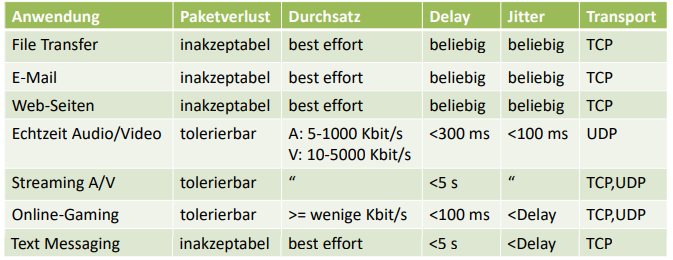 Anwendung Paketverlust Durchsatz Delay Jitter Transport
File Transfer inakzeptabel best effort beliebig beliebig TCP
E-Mail inakzeptabel best effort beliebig beliebig TCP
Web-Seiten inakzeptabel best effort beliebig beliebig TCP
Echtzeit Audio/Video tolerierbar A: 5-1000 Kbit/s <300 ms <100 ms UDP
V: 10-5000 Kbit/s
Streaming A/V tolerierbar “ <5 s “ TCP,UDP
Online-Gaming tolerierbar >= wenige Kbit/s <100 ms <Delay TCP,UDP
Text Messaging inakzeptabel best effort <5 s <Delay TCP